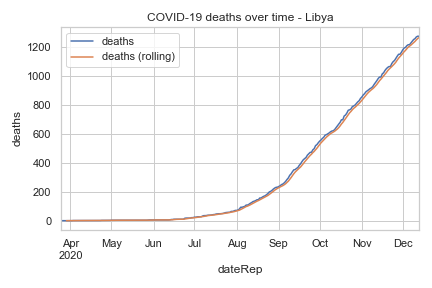 COVID-19 deaths over time - Libya
deaths
deaths (rolling)
1200
1000
800
600
400
200
0
deaths
Apr May Jun Jul Aug Sep Oct Nov Dec
2020
dateRep